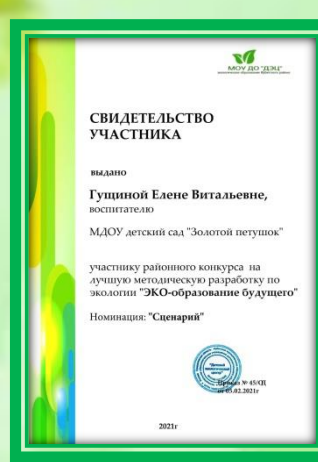 МОУ ДО "ДЭЦ"
СВИДЕТЕЛЬСТВО
УЧАСТНИКА
выдано
Гущиной Елене Витальевне,
воспитателю
МДОУ детский сад "Золотой петушок"
участнику районного конкурса на
лучшую методическую разработку по
экологии "ЭКО-образование будущего"
Номинация: "Сценарий"
Приказ № 45/ОД
от 05.02.2021г
2021г